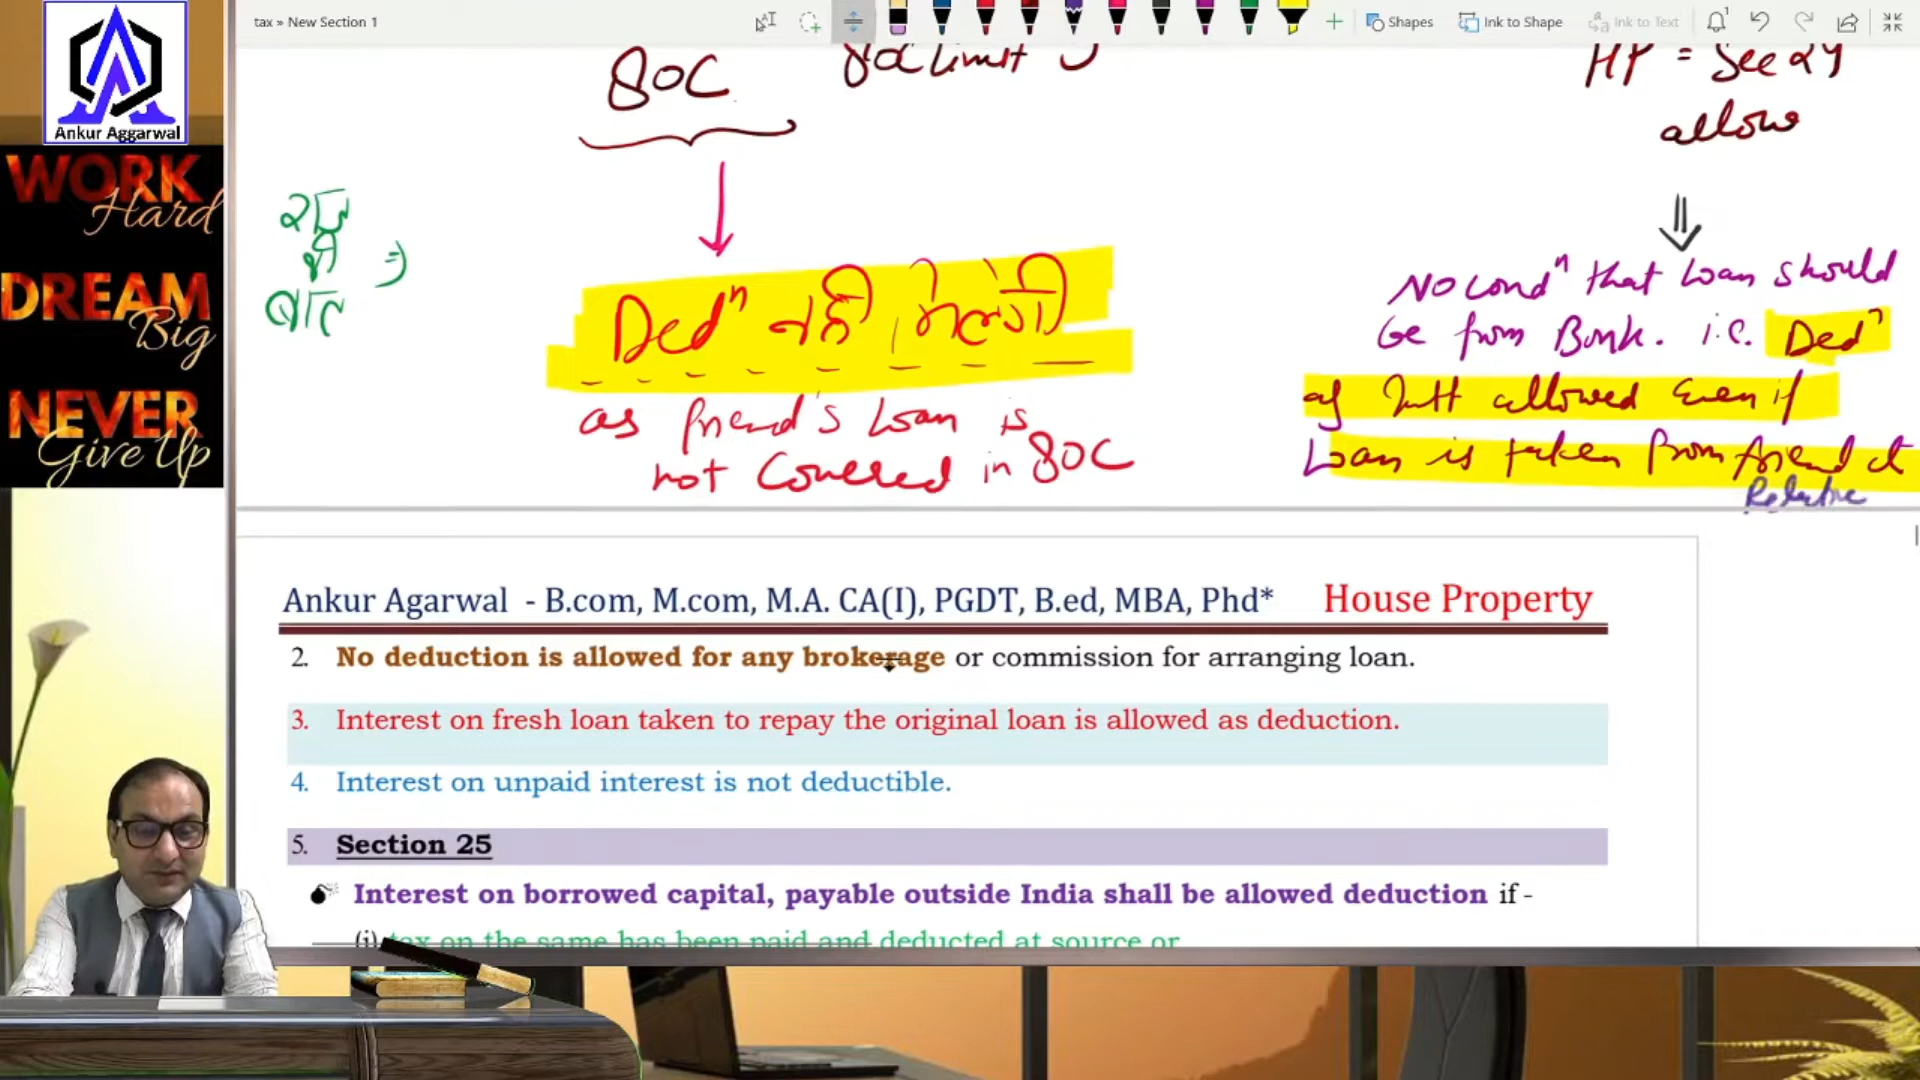 tax » New Section 1
Shapes
Ink to Shape
Ink to Text
Ankur Aggarwal
WORK
Hard
DREAM
Big
NEVER
Give Up
80C
80C Limit
HP = See 24
allow
की
बात
⇒
Dedⁿ नही मिलेगी
as friend's Loan is
not Covered in 80C
No Condⁿ that Loan should
be from Bank. i.e. Dedⁿ
of Intt allowed Even if
Loan is taken from friend &
Relative
Ankur Agarwal - B.com, M.com, M.A. CA(I), PGDT, B.ed, MBA, Phd* House Property
2. No deduction is allowed for any brokerage or commission for arranging loan.
3. Interest on fresh loan taken to repay the original loan is allowed as deduction.
4. Interest on unpaid interest is not deductible.
5. Section 25
Interest on borrowed capital, payable outside India shall be allowed deduction if -
(i) tax on the same has been paid and deducted at source or